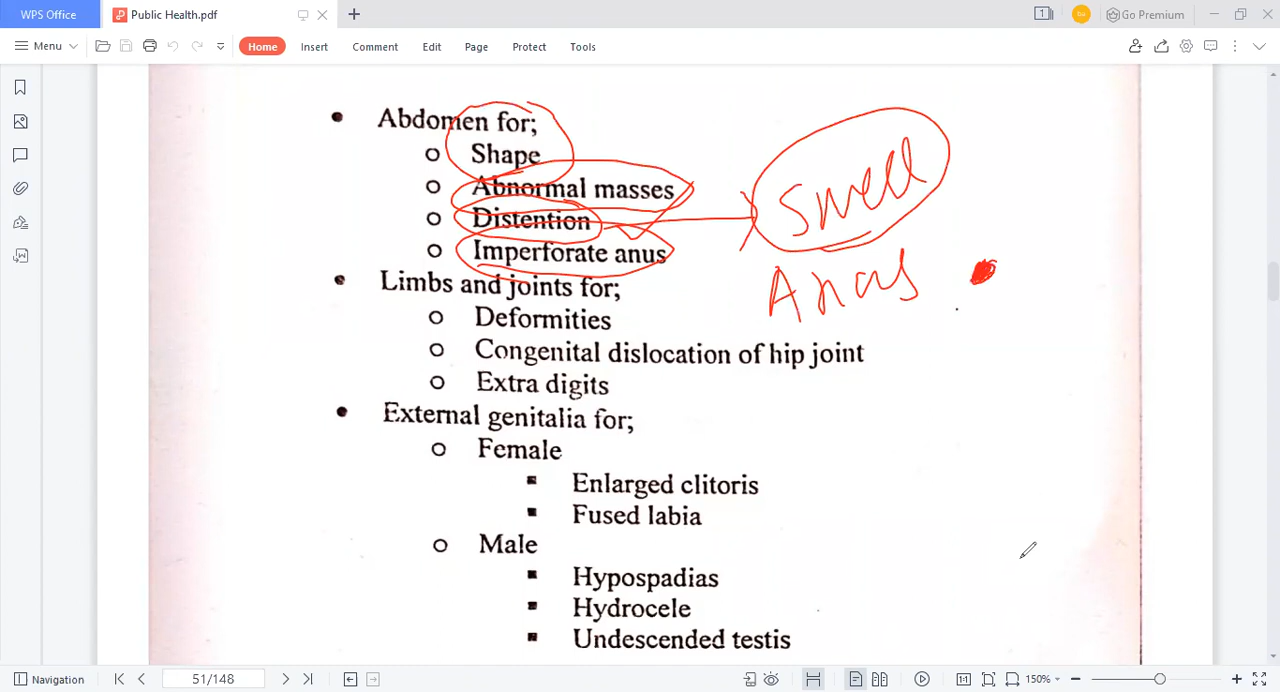 WPS Office
Public Health.pdf
1
Go Premium
Menu
Home
Insert
Comment
Edit
Page
Protect
Tools
• Abdomen for;
o Shape
o Abnormal masses
o Distention
o Imperforate anus
Swell
Anus
• Limbs and joints for;
o Deformities
o Congenital dislocation of hip joint
o Extra digits
• External genitalia for;
o Female
▪ Enlarged clitoris
▪ Fused labia
o Male
▪ Hypospadias
▪ Hydrocele
▪ Undescended testis
Navigation
51/148
150%